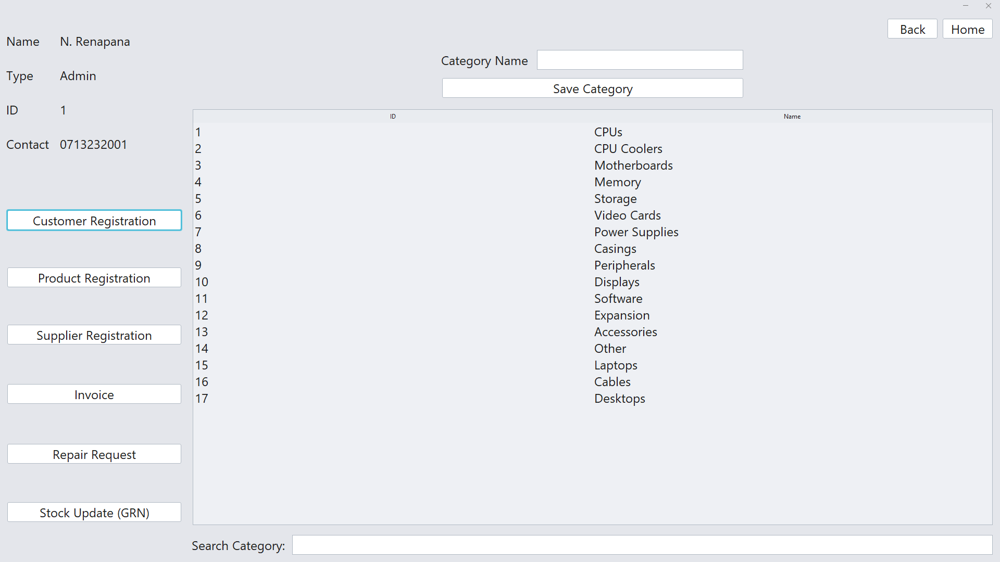 Back Home
Name N. Renapana
Category Name
Type Admin
Save Category
ID 1
ID Name
Contact 0713232001
1 CPUs
2 CPU Coolers
3 Motherboards
4 Memory
5 Storage
6 Video Cards
7 Power Supplies
8 Casings
9 Peripherals
10 Displays
11 Software
12 Expansion
13 Accessories
14 Other
15 Laptops
16 Cables
17 Desktops
Customer Registration
Product Registration
Supplier Registration
Invoice
Repair Request
Stock Update (GRN)
Search Category: